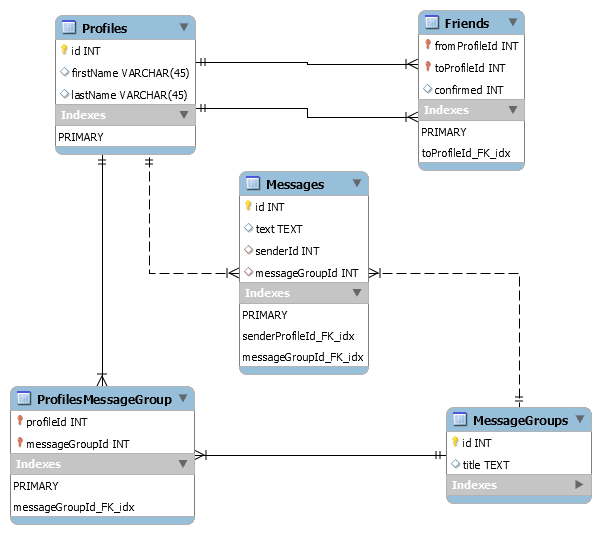 Profiles
id INT
firstName VARCHAR(45)
lastName VARCHAR(45)
Indexes
PRIMARY
Friends
fromProfileId INT
toProfileId INT
confirmed INT
Indexes
PRIMARY
toProfileId_FK_idx
Messages
id INT
text TEXT
senderId INT
messageGroupId INT
Indexes
PRIMARY
senderProfileId_FK_idx
messageGroupId_FK_idx
ProfilesMessageGroup
profileId INT
messageGroupId INT
Indexes
PRIMARY
messageGroupId_FK_idx
MessageGroups
id INT
title TEXT
Indexes